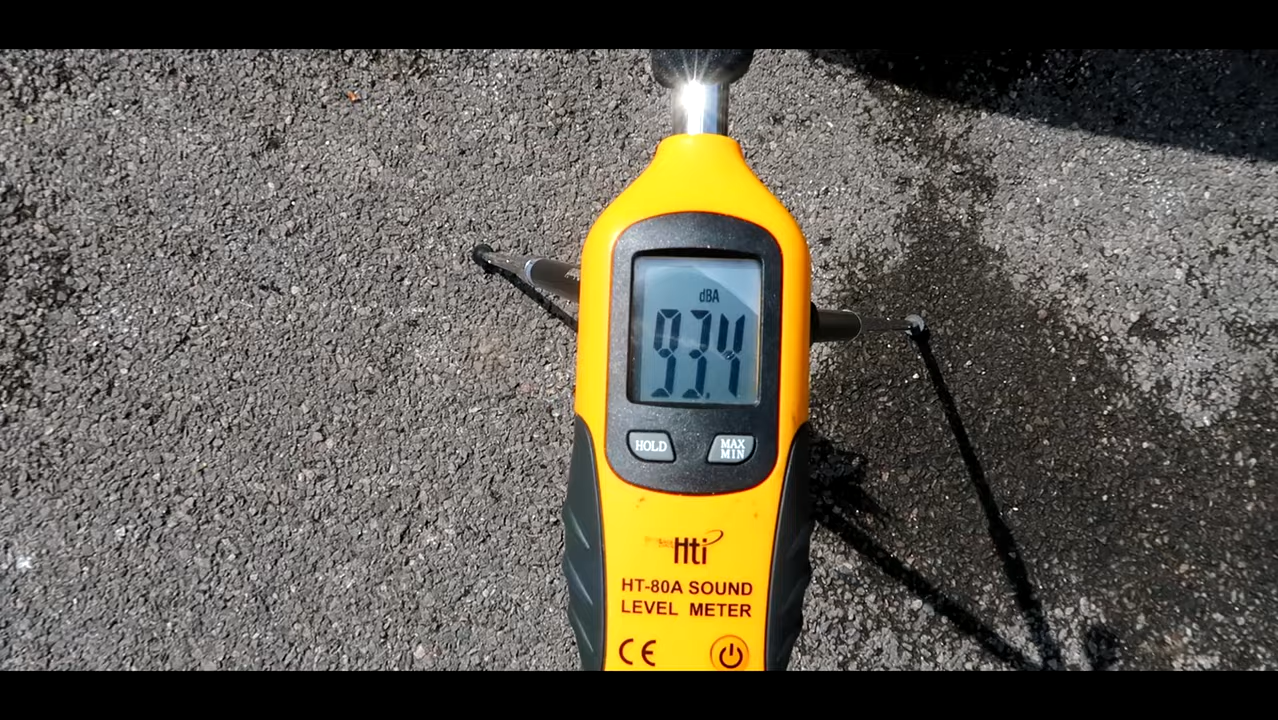 dBA
93.4
HOLD
MAX
MIN
Hti
HT-80A SOUND
LEVEL METER
CE